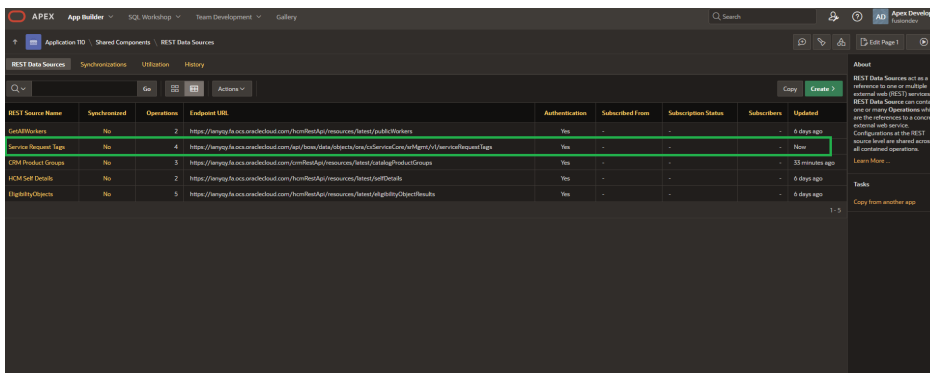 APEX App Builder SQL Workshop Team Development Gallery Search AD Apex Develop
fusiondev
Application 110 \ Shared Components \ REST Data Sources Edit Page 1
REST Data Sources Synchronizations Utilization History
Go Actions Copy Create >
REST Source Name Synchronized Operations Endpoint URL Authentication Subscribed From Subscription Status Subscribers Updated
GetAllWorkers No 2 https://ianyqy.fa.ocs.oraclecloud.com/hcmRestApi/resources/latest/publicWorkers Yes - - - 6 days ago
Service Request Tags No 4 https://ianyqy.fa.ocs.oraclecloud.com/api/boss/data/objects/ora/cxServiceCore/srMgmt/v1/serviceRequestTags Yes - - - Now
CRM Product Groups No 3 https://ianyqy.fa.ocs.oraclecloud.com/crmRestApi/resources/latest/catalogProductGroups Yes - - - 33 minutes ago
HCM Self Details No 2 https://ianyqy.fa.ocs.oraclecloud.com/hcmRestApi/resources/latest/selfDetails Yes - - - 6 days ago
EligibiltyObjects No 5 https://ianyqy.fa.ocs.oraclecloud.com/hcmRestApi/resources/latest/eligibilityObjectResults Yes - - - 6 days ago
1 - 5
About
REST Data Sources act as a
reference to one or multiple
external web (REST) services
REST Data Source can conta
one or many Operations whi
are the references to a concre
external web service.
Configurations at the REST
source level are shared acros
all contained operations.
Learn More ...
Tasks
Copy from another app